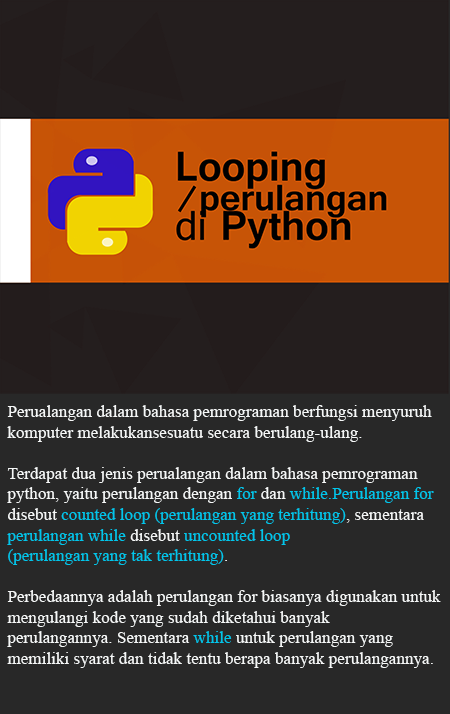 Looping
/perulangan
di Python
Perualangan dalam bahasa pemrograman berfungsi menyuruh
komputer melakukansesuatu secara berulang-ulang.
Terdapat dua jenis perualangan dalam bahasa pemrograman
python, yaitu perulangan dengan for dan while.Perulangan for
disebut counted loop (perulangan yang terhitung), sementara
perulangan while disebut uncounted loop
(perulangan yang tak terhitung).
Perbedaannya adalah perulangan for biasanya digunakan untuk
mengulangi kode yang sudah diketahui banyak
perulangannya. Sementara while untuk perulangan yang
memiliki syarat dan tidak tentu berapa banyak perulangannya.